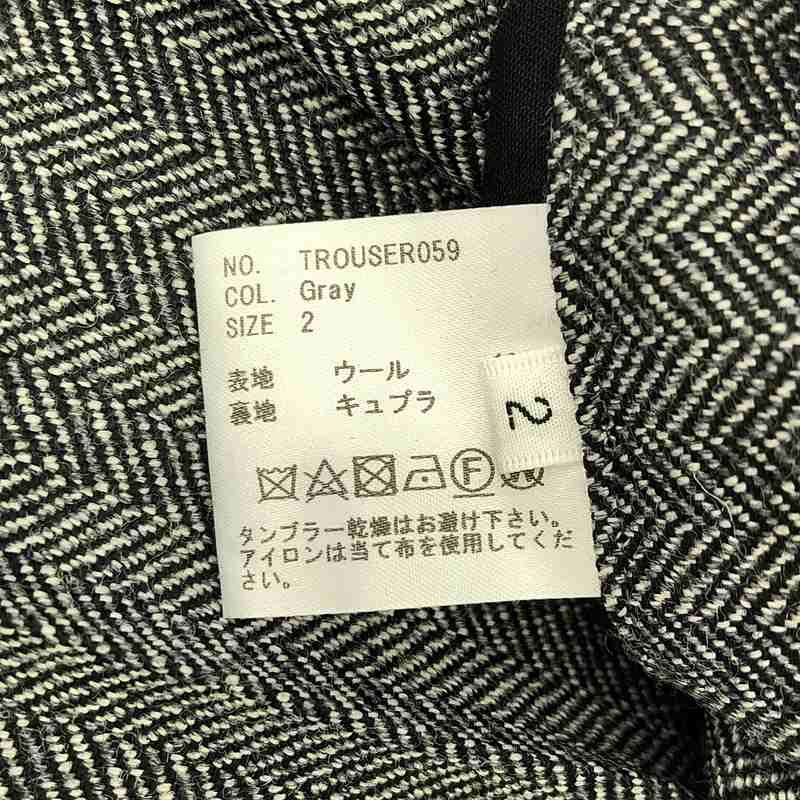 NO. TROUSER059
COL. Gray
SIZE 2
表地 ウール
裏地 キュプラ
2
F
タンブラー乾燥はお避け下さい。
アイロンは当て布を使用してくだ
さい。